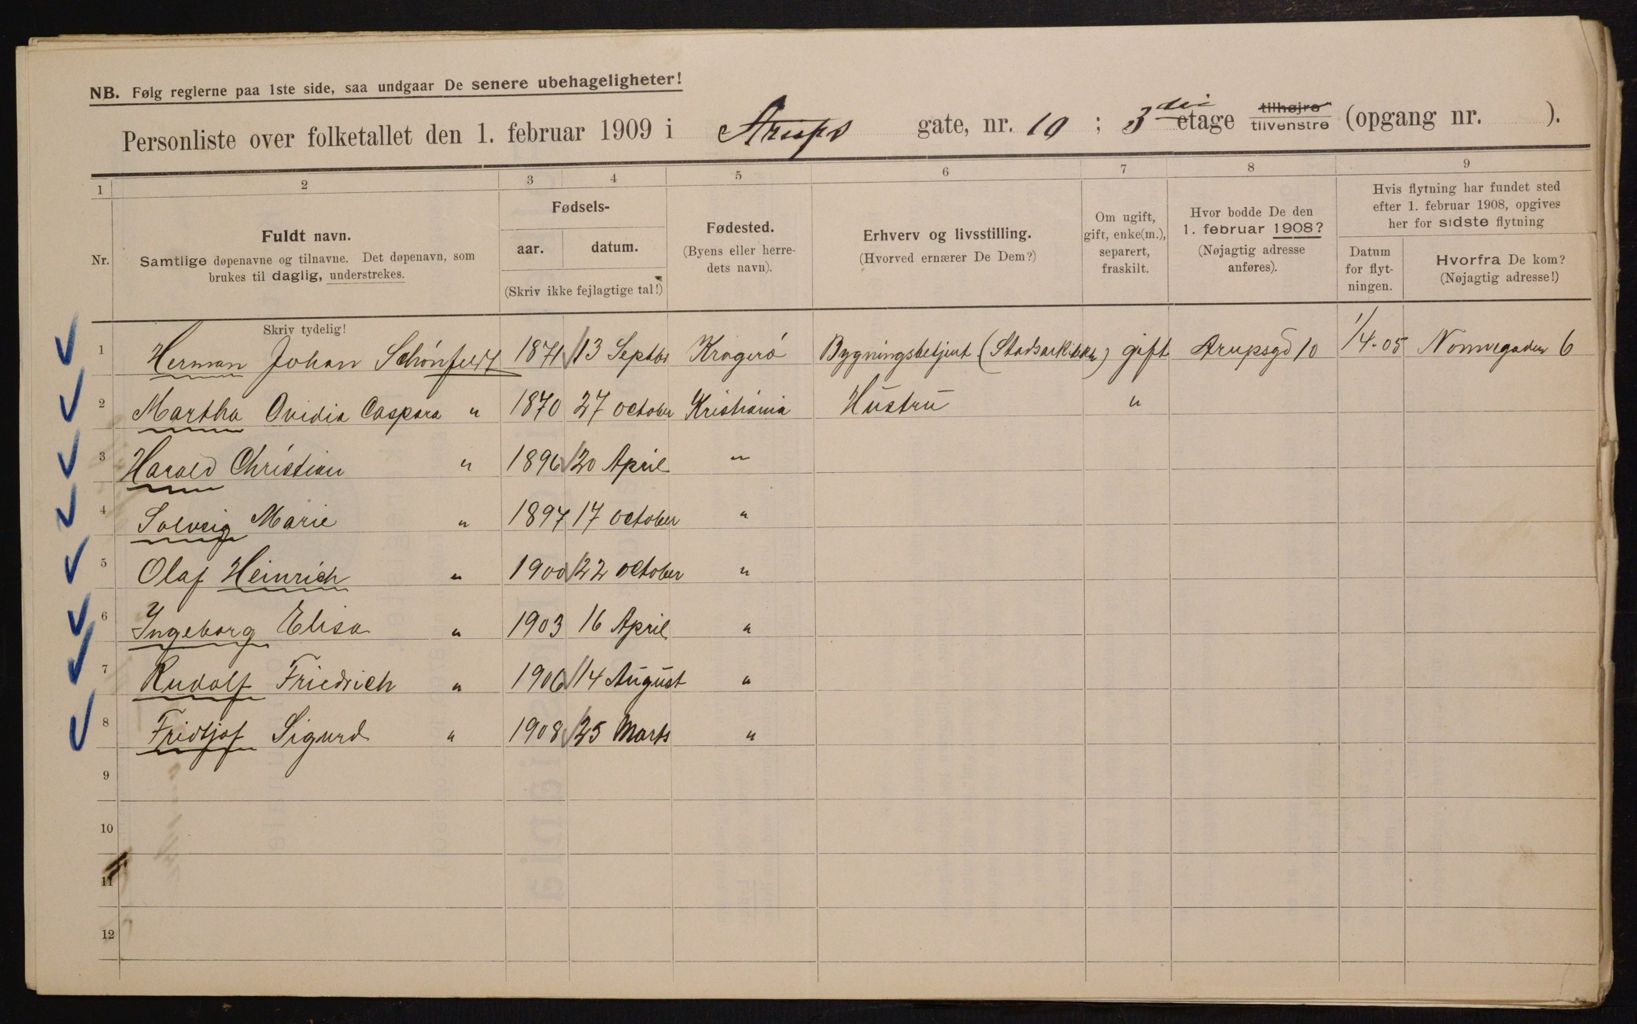 NB. Følg reglerne paa 1ste side, saa undgaar De senere ubehageligheter!
Personliste over folketallet den 1. februar 1909 i Arups gate, nr. 10 ; 3 die etage tilhøjre tilvenstre (opgang nr. ).
1 2 3 4 5 6 7 8 9
Nr.
Fuldt navn.
Samtlige døpenavne og tilnavne. Det døpenavn, som
brukes til daglig, understrekes.
Skriv tydelig!
Fødsels-
aar. datum.
(Skriv ikke fejlagtige tal!)
Fødested.
(Byens eller herre-
dets navn).
Erhverv og livsstilling.
(Hvorved ernærer De Dem?)
Om ugift,
gift, enke(m.),
separert,
fraskilt.
Hvor bodde De den
1. februar 1908?
(Nøjagtig adresse
anføres).
Hvis flytning har fundet sted
efter 1. februar 1908, opgives
her for sidste flytning
Datum
for flyt-
ningen.
Hvorfra De kom?
(Nøjagtig adresse!)
1 Herman Johan Schönfeldt 1871 13 Septbr Kragerö Bygningsbetjent (Stadsarkitekt) gift Arupsgd 10 1/4-05 Nonnegaden 6
2 Martha Ovidia Caspara " 1870 27 october Kristiania Hustru "
3 Harald Christian " 1896 20 April "
4 Solveig Marie " 1897 17 october "
5 Olaf Heinrich " 1900 22 october "
6 Ingeborg Elisa " 1903 16 April "
7 Rudolf Friedrich " 1906 14 August "
8 Fridtjof Sigurd " 1908 25 Marts "
9
10
11
12